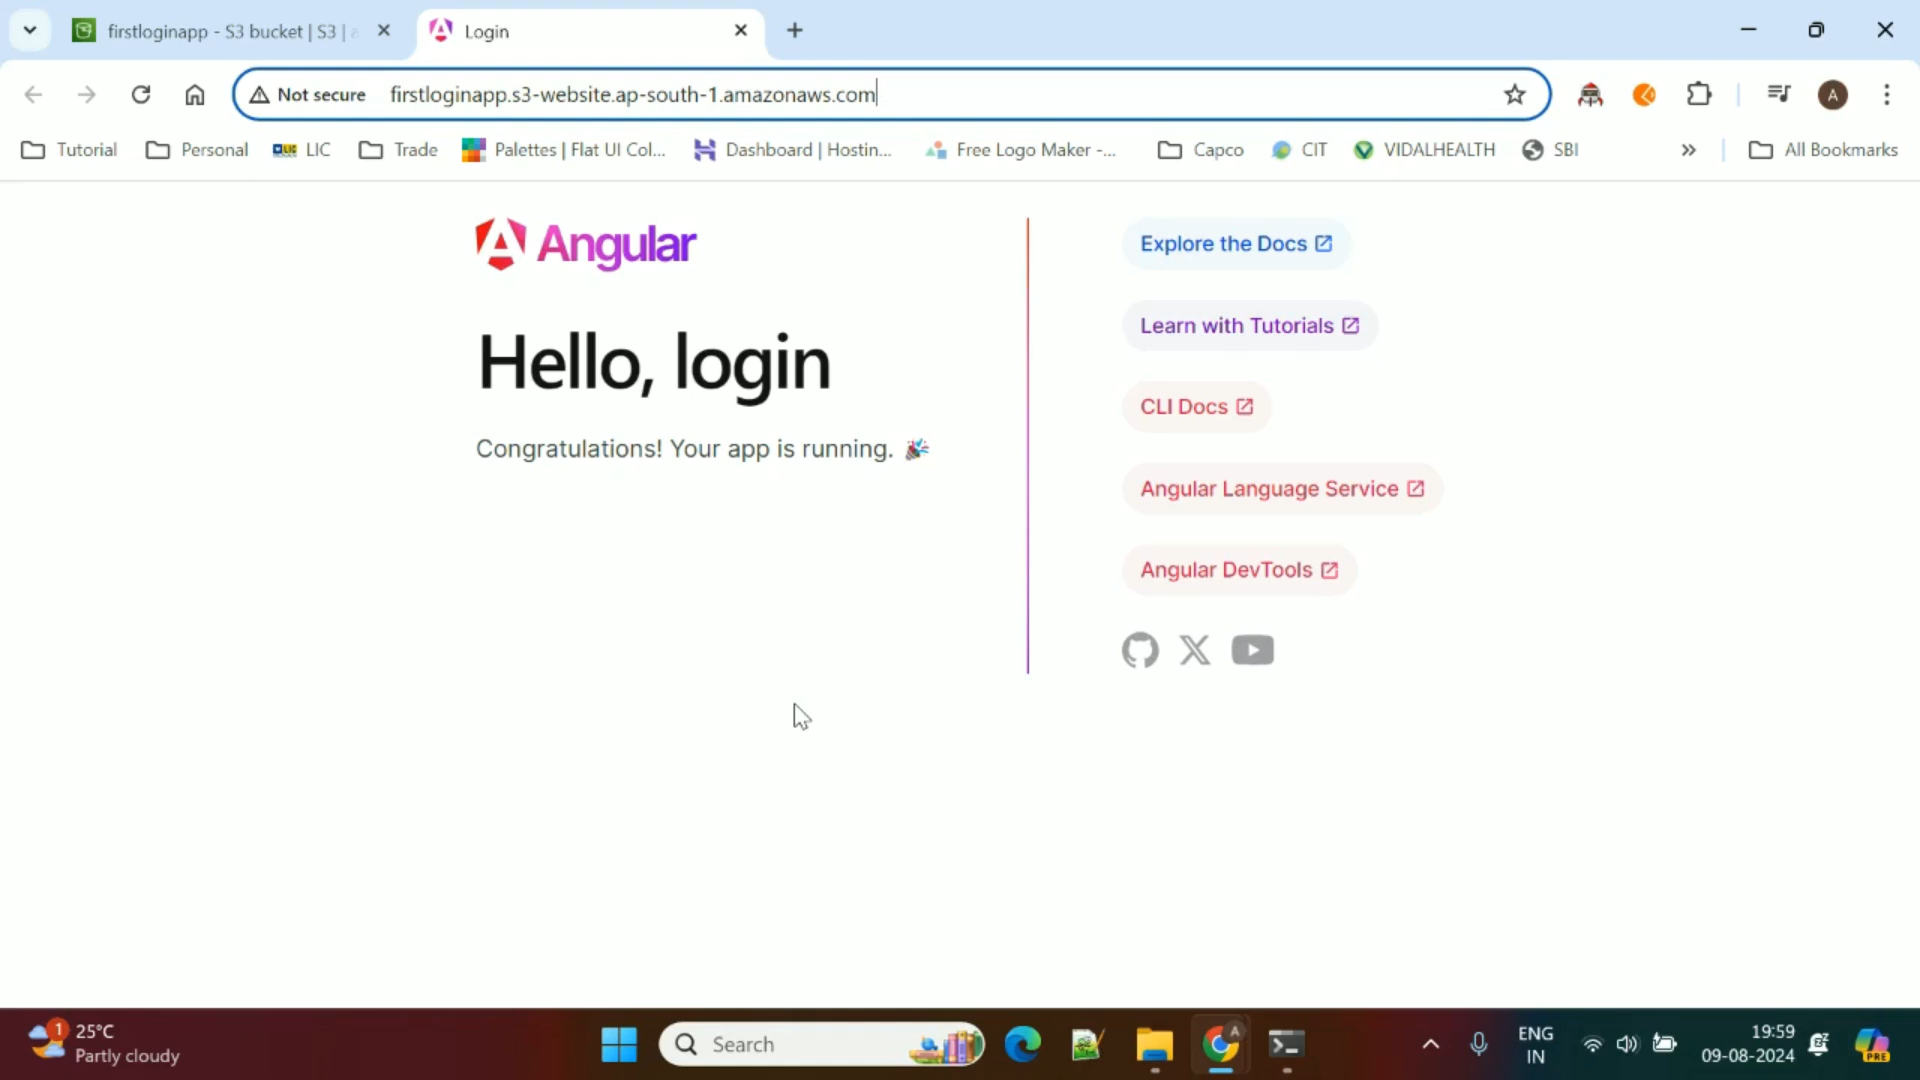 firstloginapp - S3 bucket | S3 |
Login
Not secure
firstloginapp.s3-website.ap-south-1.amazonaws.com
Tutorial
Personal
LIC
Trade
Palettes | Flat UI Col...
Dashboard | Hostin...
Free Logo Maker -...
Capco
CIT
VIDALHEALTH
SBI
All Bookmarks
Angular
Hello, login
Congratulations! Your app is running.
Explore the Docs
Learn with Tutorials
CLI Docs
Angular Language Service
Angular DevTools
1
25°C
Partly cloudy
Search
A
ENG
IN
19:59
09-08-2024
PRE